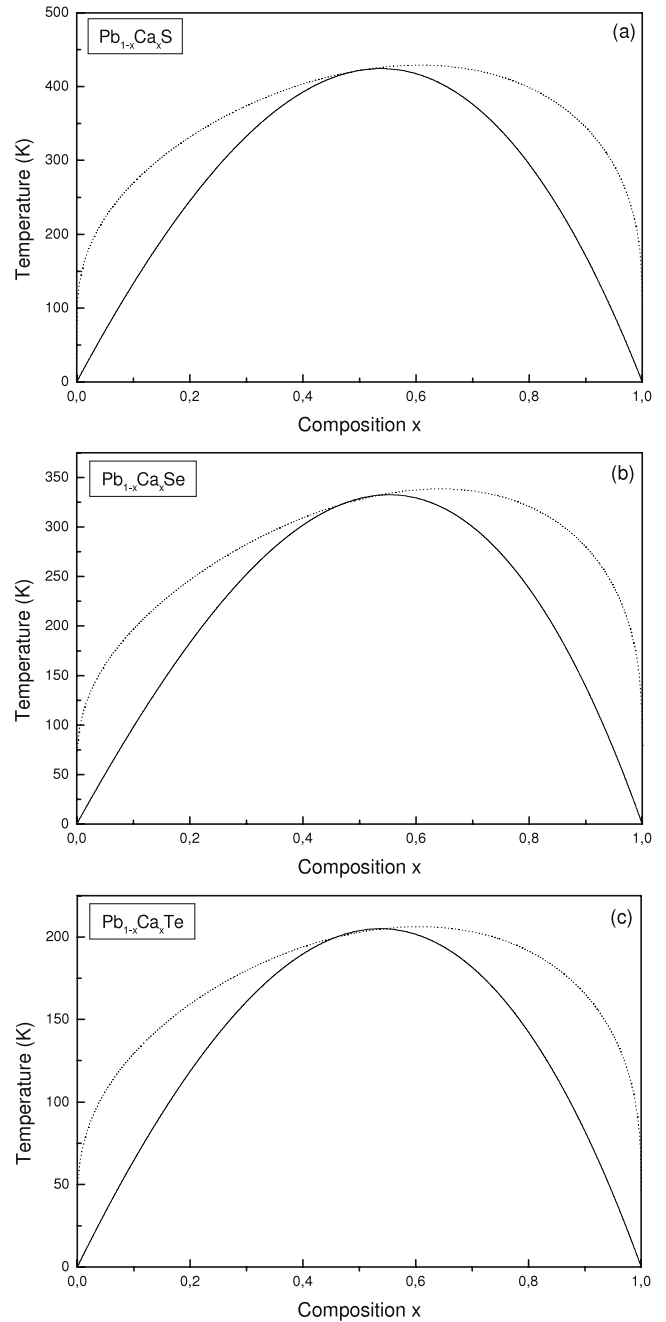 Pb1-xCaxS
(a)
Temperature (K)
500
400
300
200
100
0
0,0 0,2 0,4 0,6 0,8 1,0
Composition x
Pb1-xCaxSe
(b)
Temperature (K)
350
300
250
200
150
100
50
0
0,0 0,2 0,4 0,6 0,8 1,0
Composition x
Pb1-xCaxTe
(c)
Temperature (K)
200
150
100
50
0
0,0 0,2 0,4 0,6 0,8 1,0
Composition x